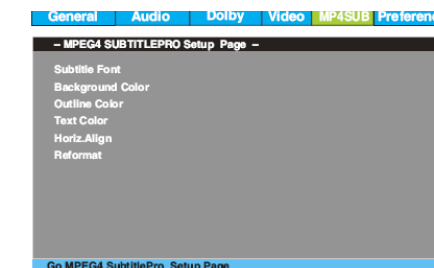 General Audio Dolby Video MP4SUB Preferenc
– MPEG4 SUBTITLEPRO Setup Page –
Subtitle Font
Background Color
Outline Color
Text Color
Horiz.Align
Reformat
Go MPEG4 SubtitlePro Setup Page